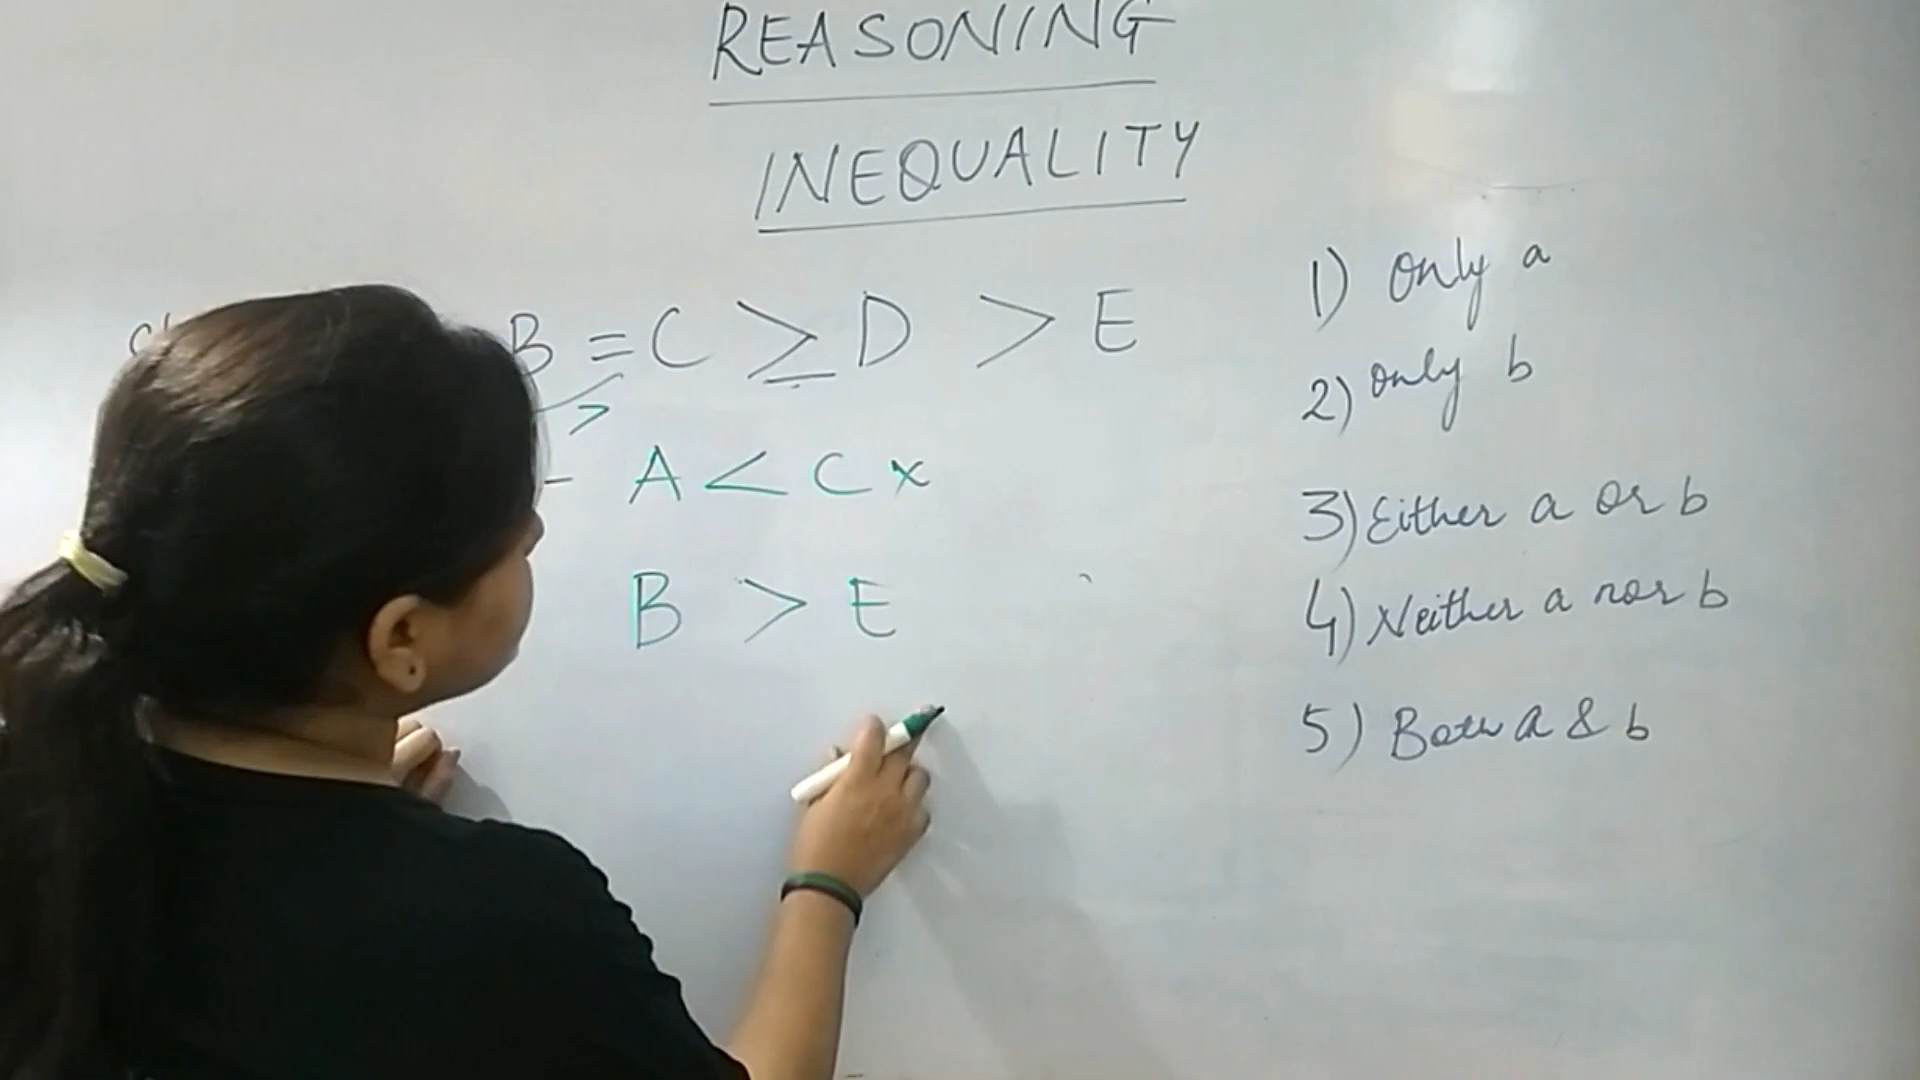 REASONING
INEQUALITY
B = C ≥ D > E
>
- A < C x
B > E
1) Only a
2) Only b
3) Either a or b
4) Neither a nor b
5) Both a & b